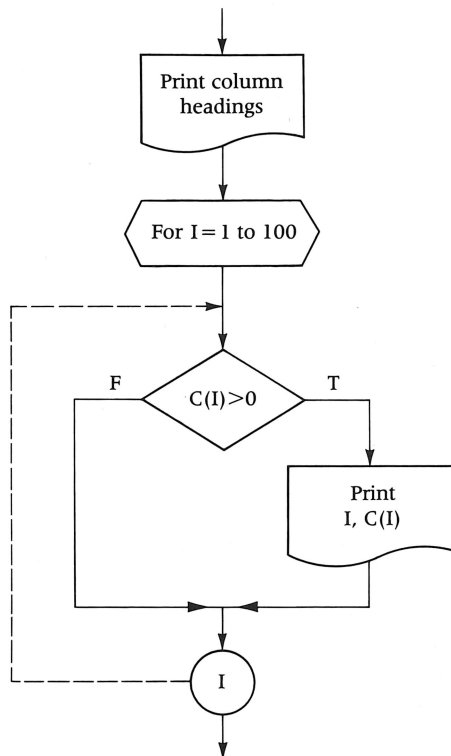 Print column
headings
For I=1 to 100
F
C(I)>0
T
Print
I, C(I)
I